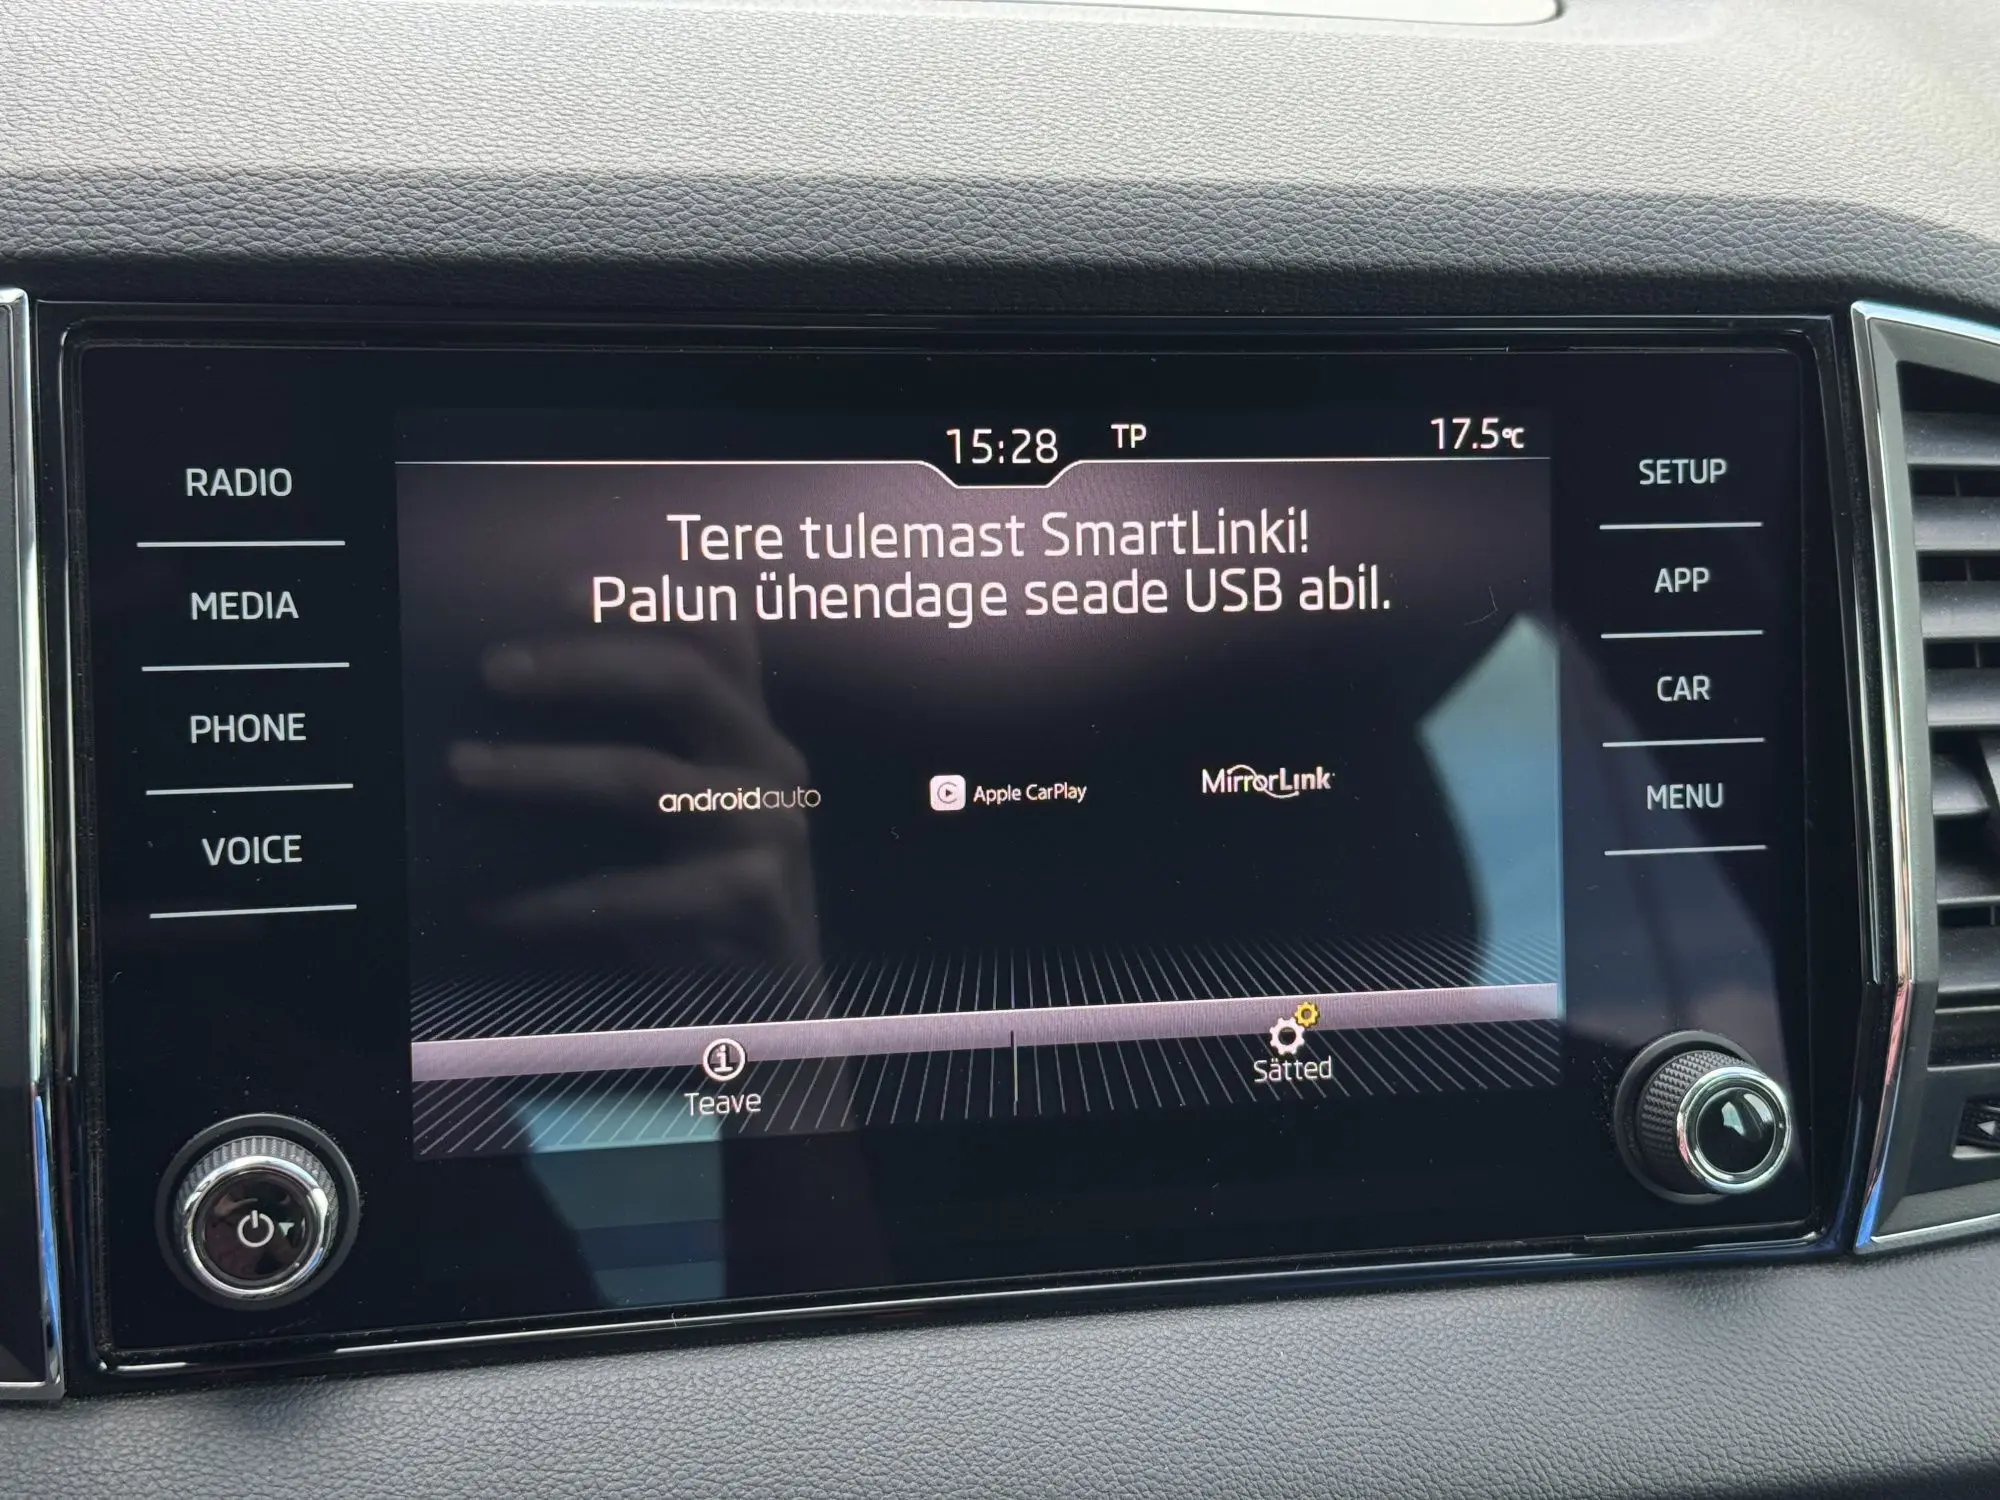 15:28 TP 17.5°C
RADIO
MEDIA
PHONE
VOICE
Tere tulemast SmartLinki!
Palun ühendage seade USB abil.
androidauto
Apple CarPlay
MirrorLink
Teave
Sätted
SETUP
APP
CAR
MENU